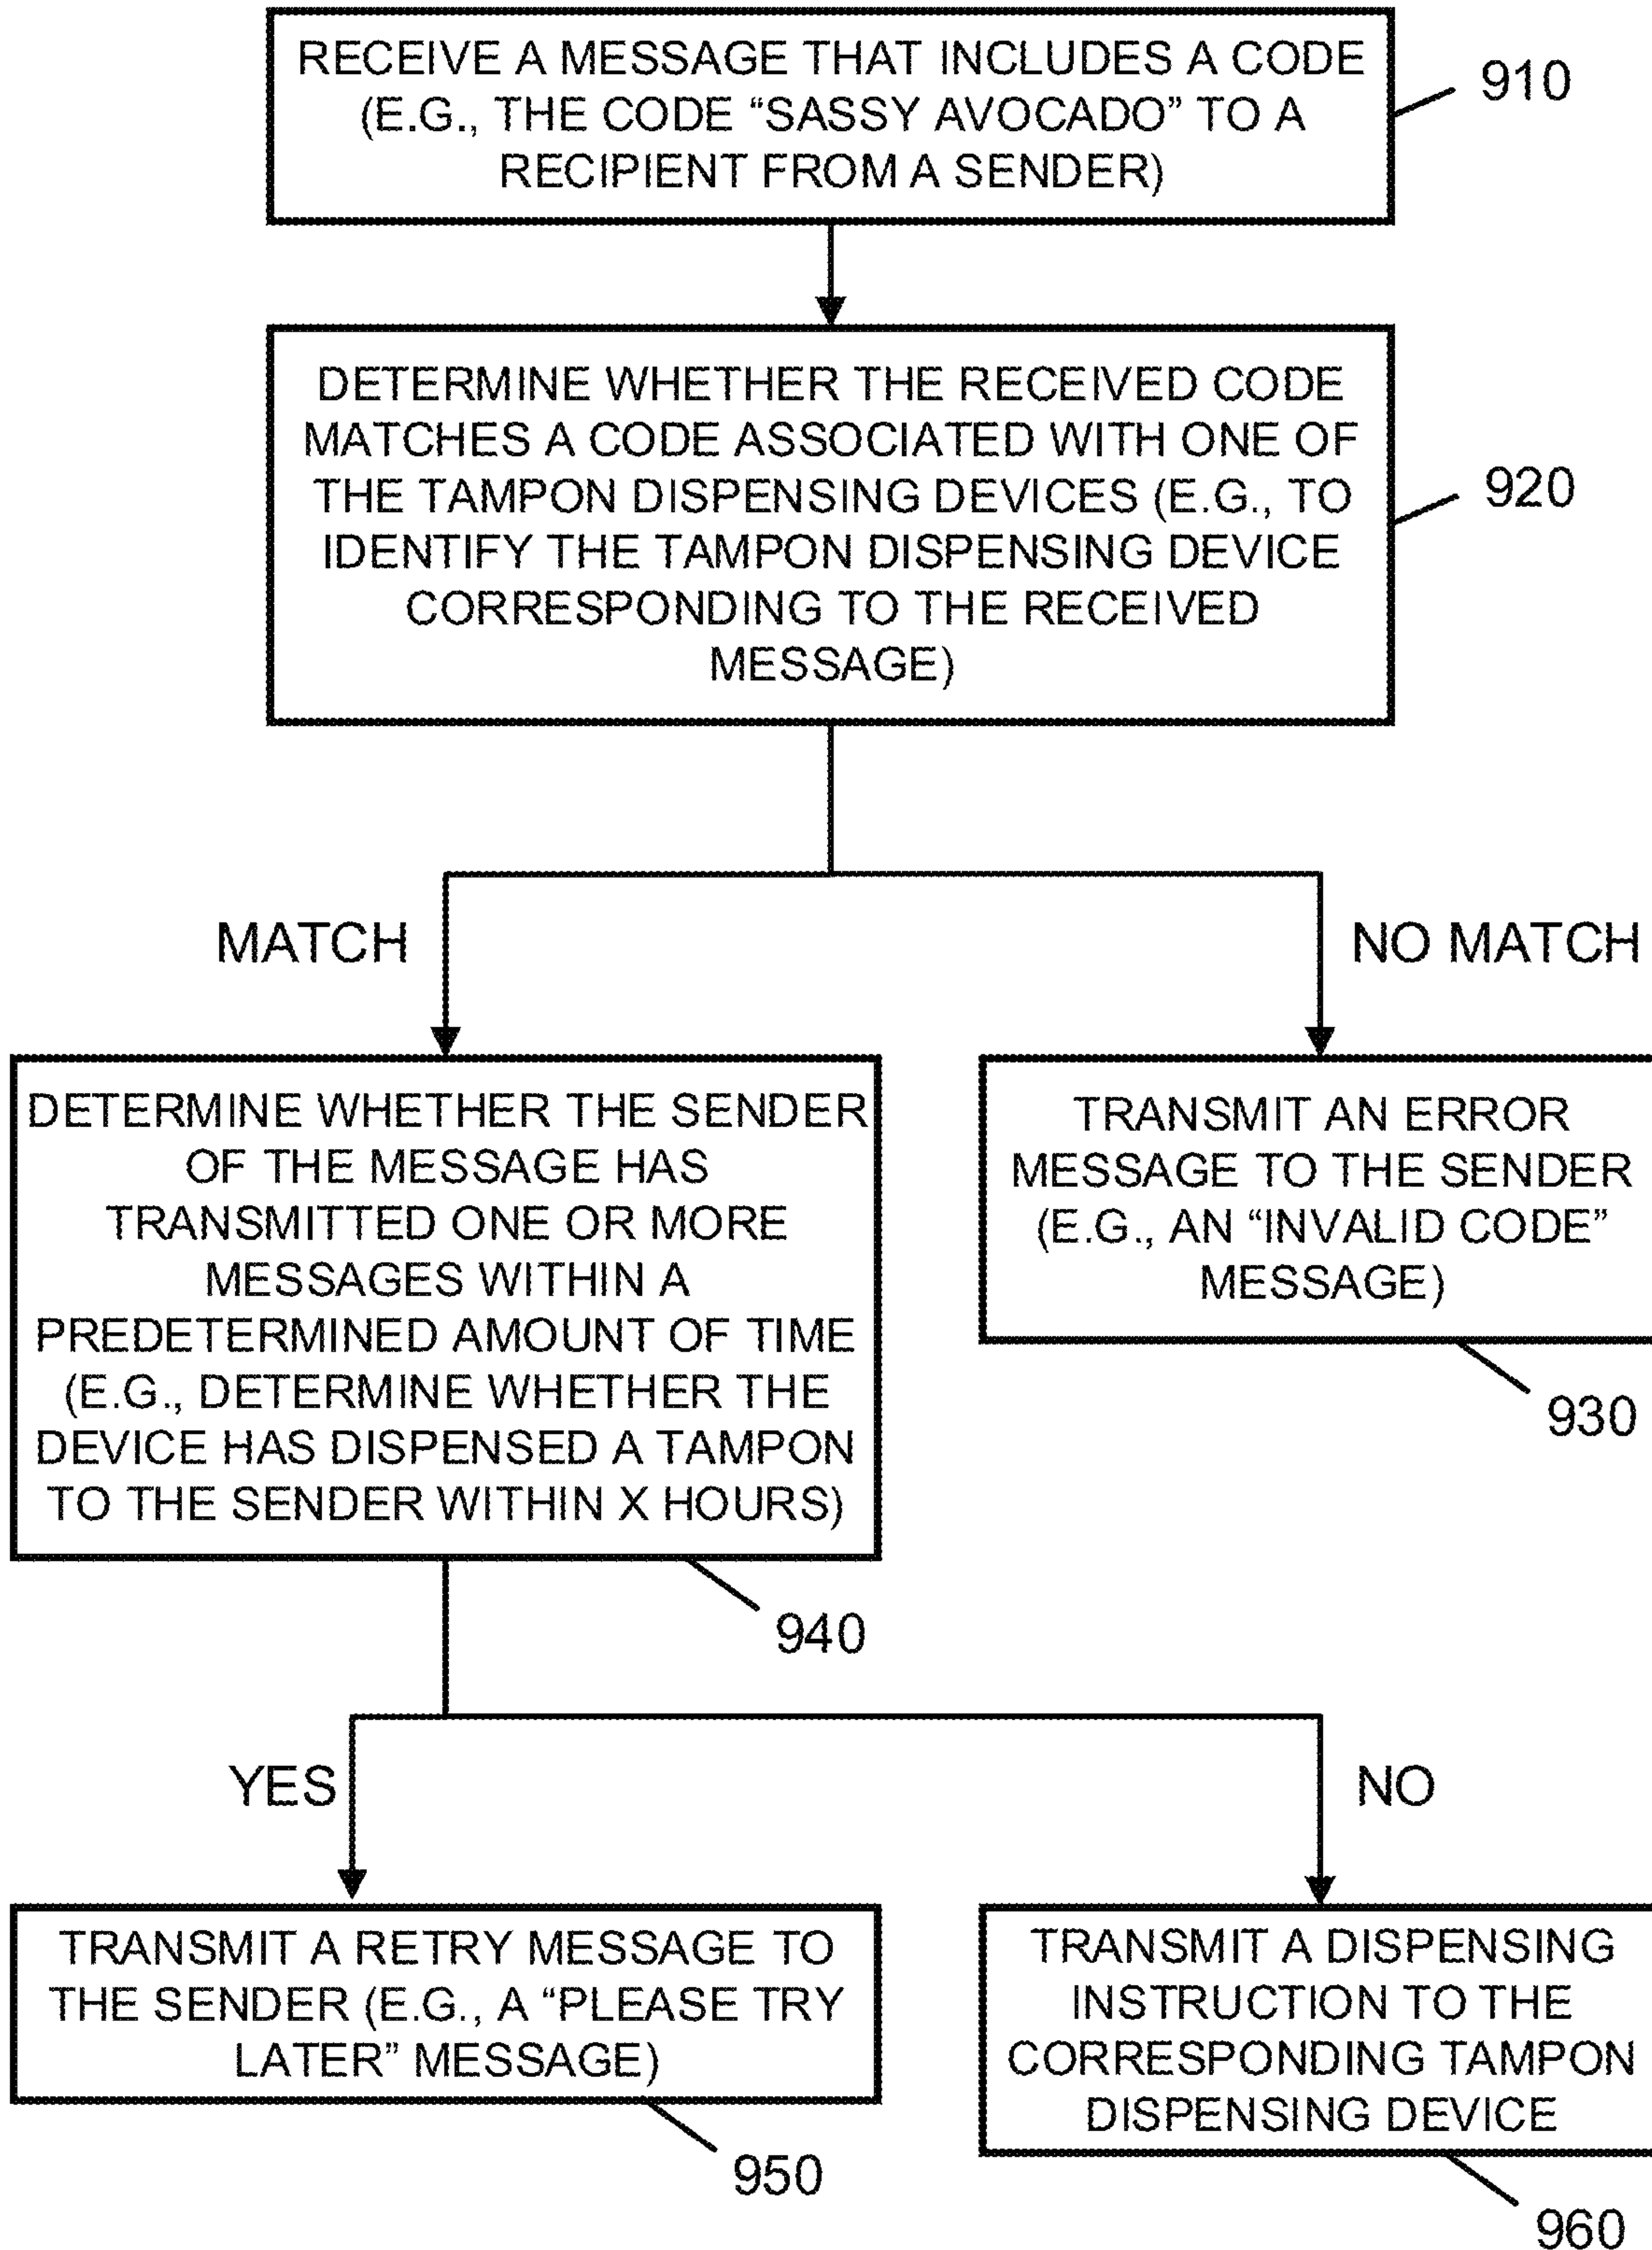 RECEIVE A MESSAGE THAT INCLUDES A CODE
(E.G., THE CODE “SASSY AVOCADO” TO A
RECIPIENT FROM A SENDER)
910
DETERMINE WHETHER THE RECEIVED CODE
MATCHES A CODE ASSOCIATED WITH ONE OF
THE TAMPON DISPENSING DEVICES (E.G., TO
IDENTIFY THE TAMPON DISPENSING DEVICE
CORRESPONDING TO THE RECEIVED
MESSAGE)
920
MATCH
NO MATCH
DETERMINE WHETHER THE SENDER
OF THE MESSAGE HAS
TRANSMITTED ONE OR MORE
MESSAGES WITHIN A
PREDETERMINED AMOUNT OF TIME
(E.G., DETERMINE WHETHER THE
DEVICE HAS DISPENSED A TAMPON
TO THE SENDER WITHIN X HOURS)
940
TRANSMIT AN ERROR
MESSAGE TO THE SENDER
(E.G., AN “INVALID CODE”
MESSAGE)
930
YES
NO
TRANSMIT A RETRY MESSAGE TO
THE SENDER (E.G., A “PLEASE TRY
LATER” MESSAGE)
950
TRANSMIT A DISPENSING
INSTRUCTION TO THE
CORRESPONDING TAMPON
DISPENSING DEVICE
960